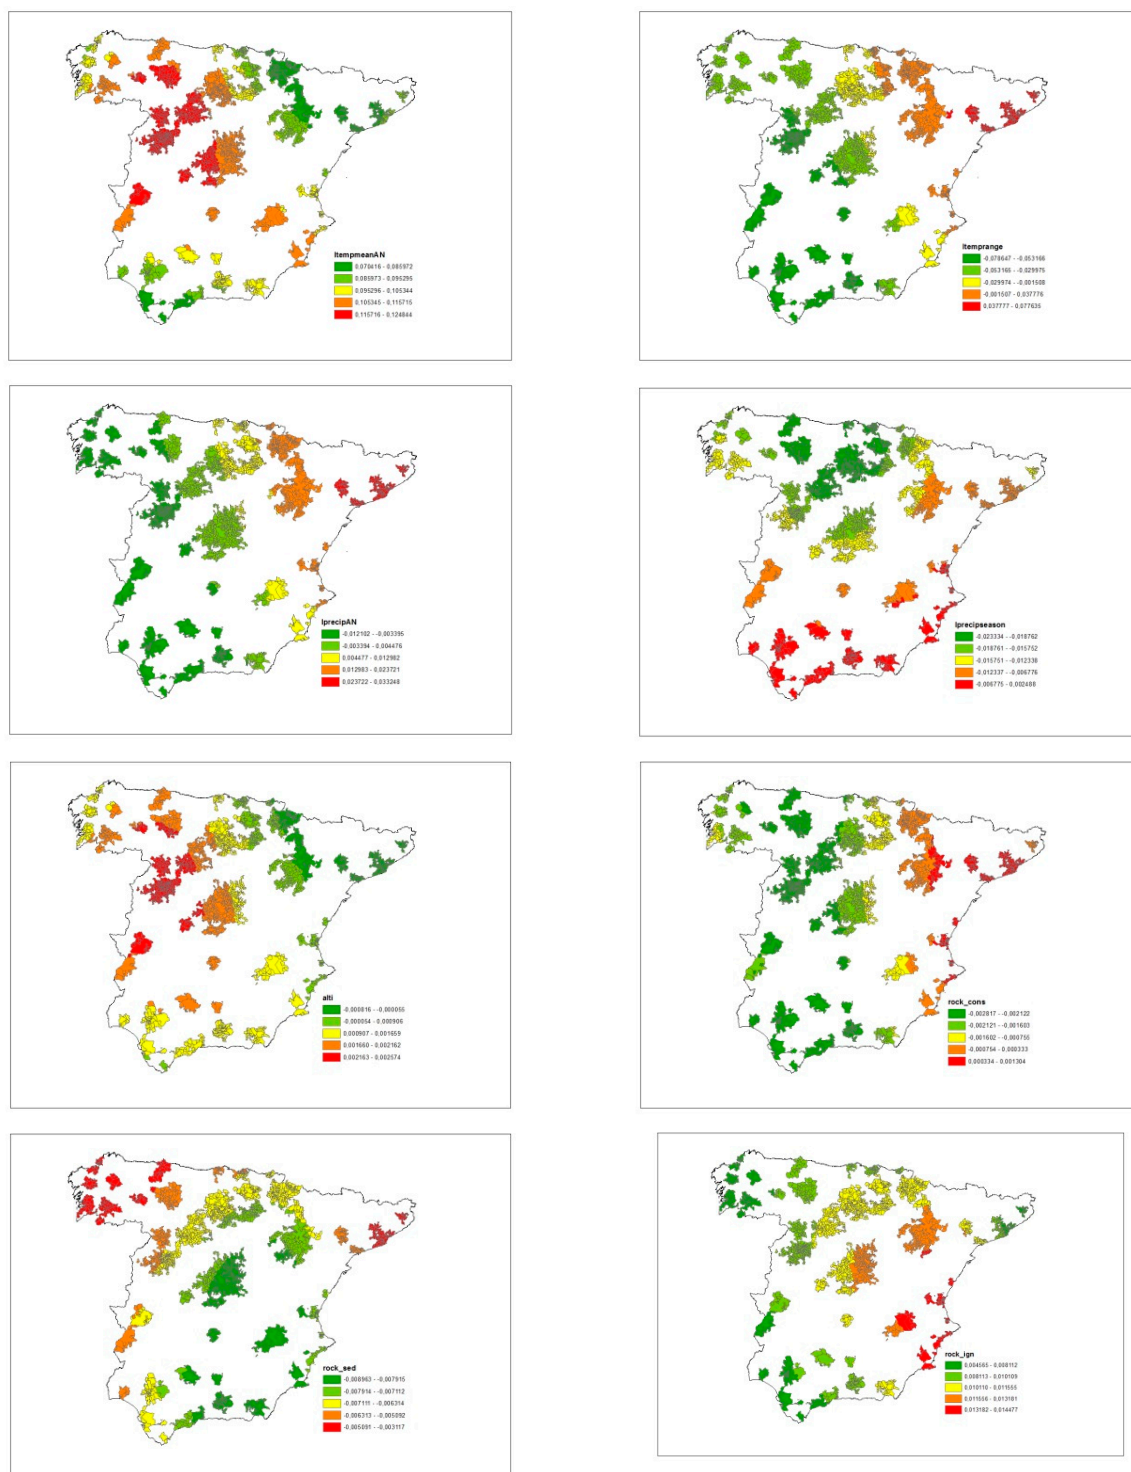 ltempmeanAN
0,070416 - 0,085972
0,085973 - 0,095295
0,095296 - 0,105344
0,105345 - 0,115715
0,115716 - 0,124844
ltemprange
-0,078647 - -0,053166
-0,053165 - -0,029975
-0,029974 - -0,001508
-0,001507 - 0,037776
0,037777 - 0,077635
lprecipAN
-0,012102 - -0,003395
-0,003394 - 0,004476
0,004477 - 0,012982
0,012983 - 0,023721
0,023722 - 0,033248
lprecipseason
-0,023334 - -0,018762
-0,018761 - -0,015752
-0,015751 - -0,012338
-0,012337 - -0,006776
-0,006775 - 0,002488
alti
-0,000816 - -0,000055
-0,000054 - 0,000906
0,000907 - 0,001659
0,001660 - 0,002162
0,002163 - 0,002574
rock_cons
-0,002817 - -0,002122
-0,002121 - -0,001603
-0,001602 - -0,000755
-0,000754 - 0,000333
0,000334 - 0,001304
rock_sed
-0,008963 - -0,007915
-0,007914 - -0,007112
-0,007111 - -0,006314
-0,006313 - -0,005092
-0,005091 - -0,003117
rock_ign
0,004565 - 0,008112
0,008113 - 0,010109
0,010110 - 0,011555
0,011556 - 0,013181
0,013182 - 0,014477